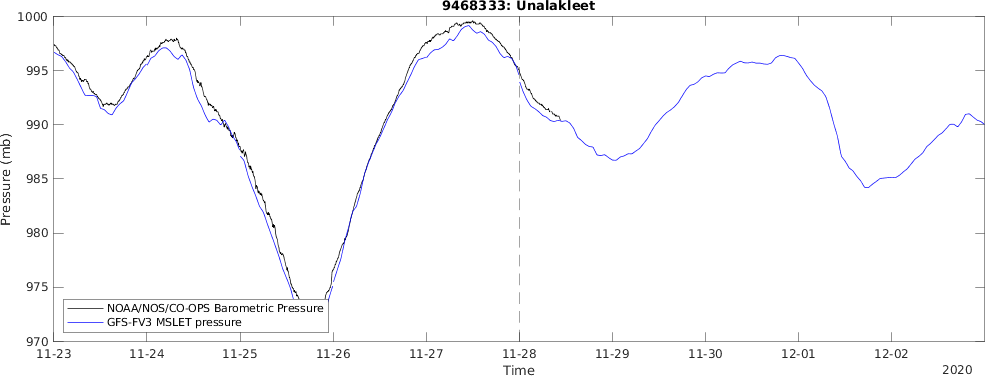 9468333: Unalakleet
Pressure (mb)
1000
995
990
985
980
975
970
NOAA/NOS/CO-OPS Barometric Pressure
GFS-FV3 MSLET pressure
11-23 11-24 11-25 11-26 11-27 11-28 11-29 11-30 12-01 12-02
Time
2020